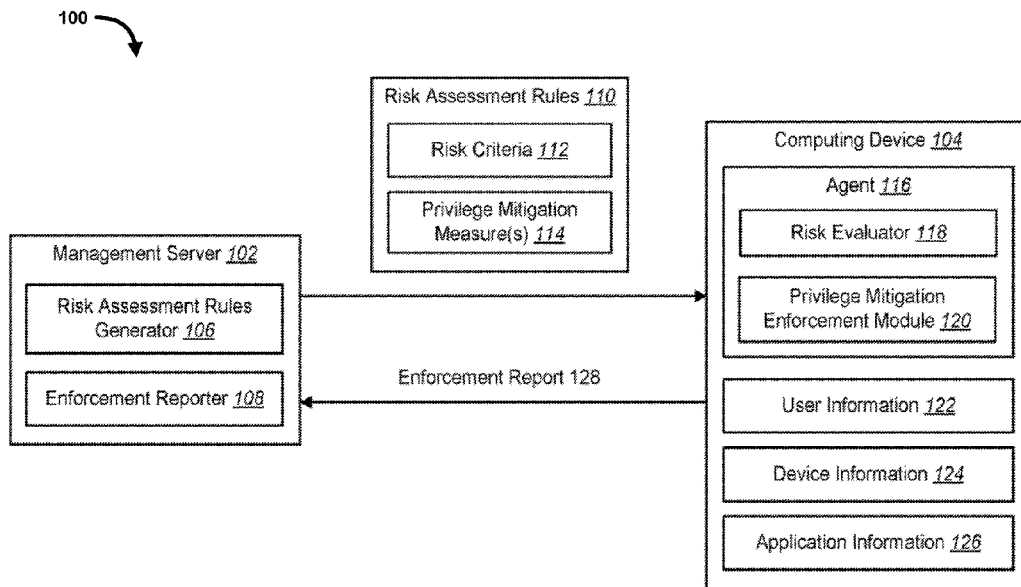 100
Risk Assessment Rules 110
Risk Criteria 112
Privilege Mitigation
Measure(s) 114
Management Server 102
Risk Assessment Rules
Generator 106
Enforcement Reporter 108
Enforcement Report 128
Computing Device 104
Agent 116
Risk Evaluator 118
Privilege Mitigation
Enforcement Module 120
User Information 122
Device Information 124
Application Information 126